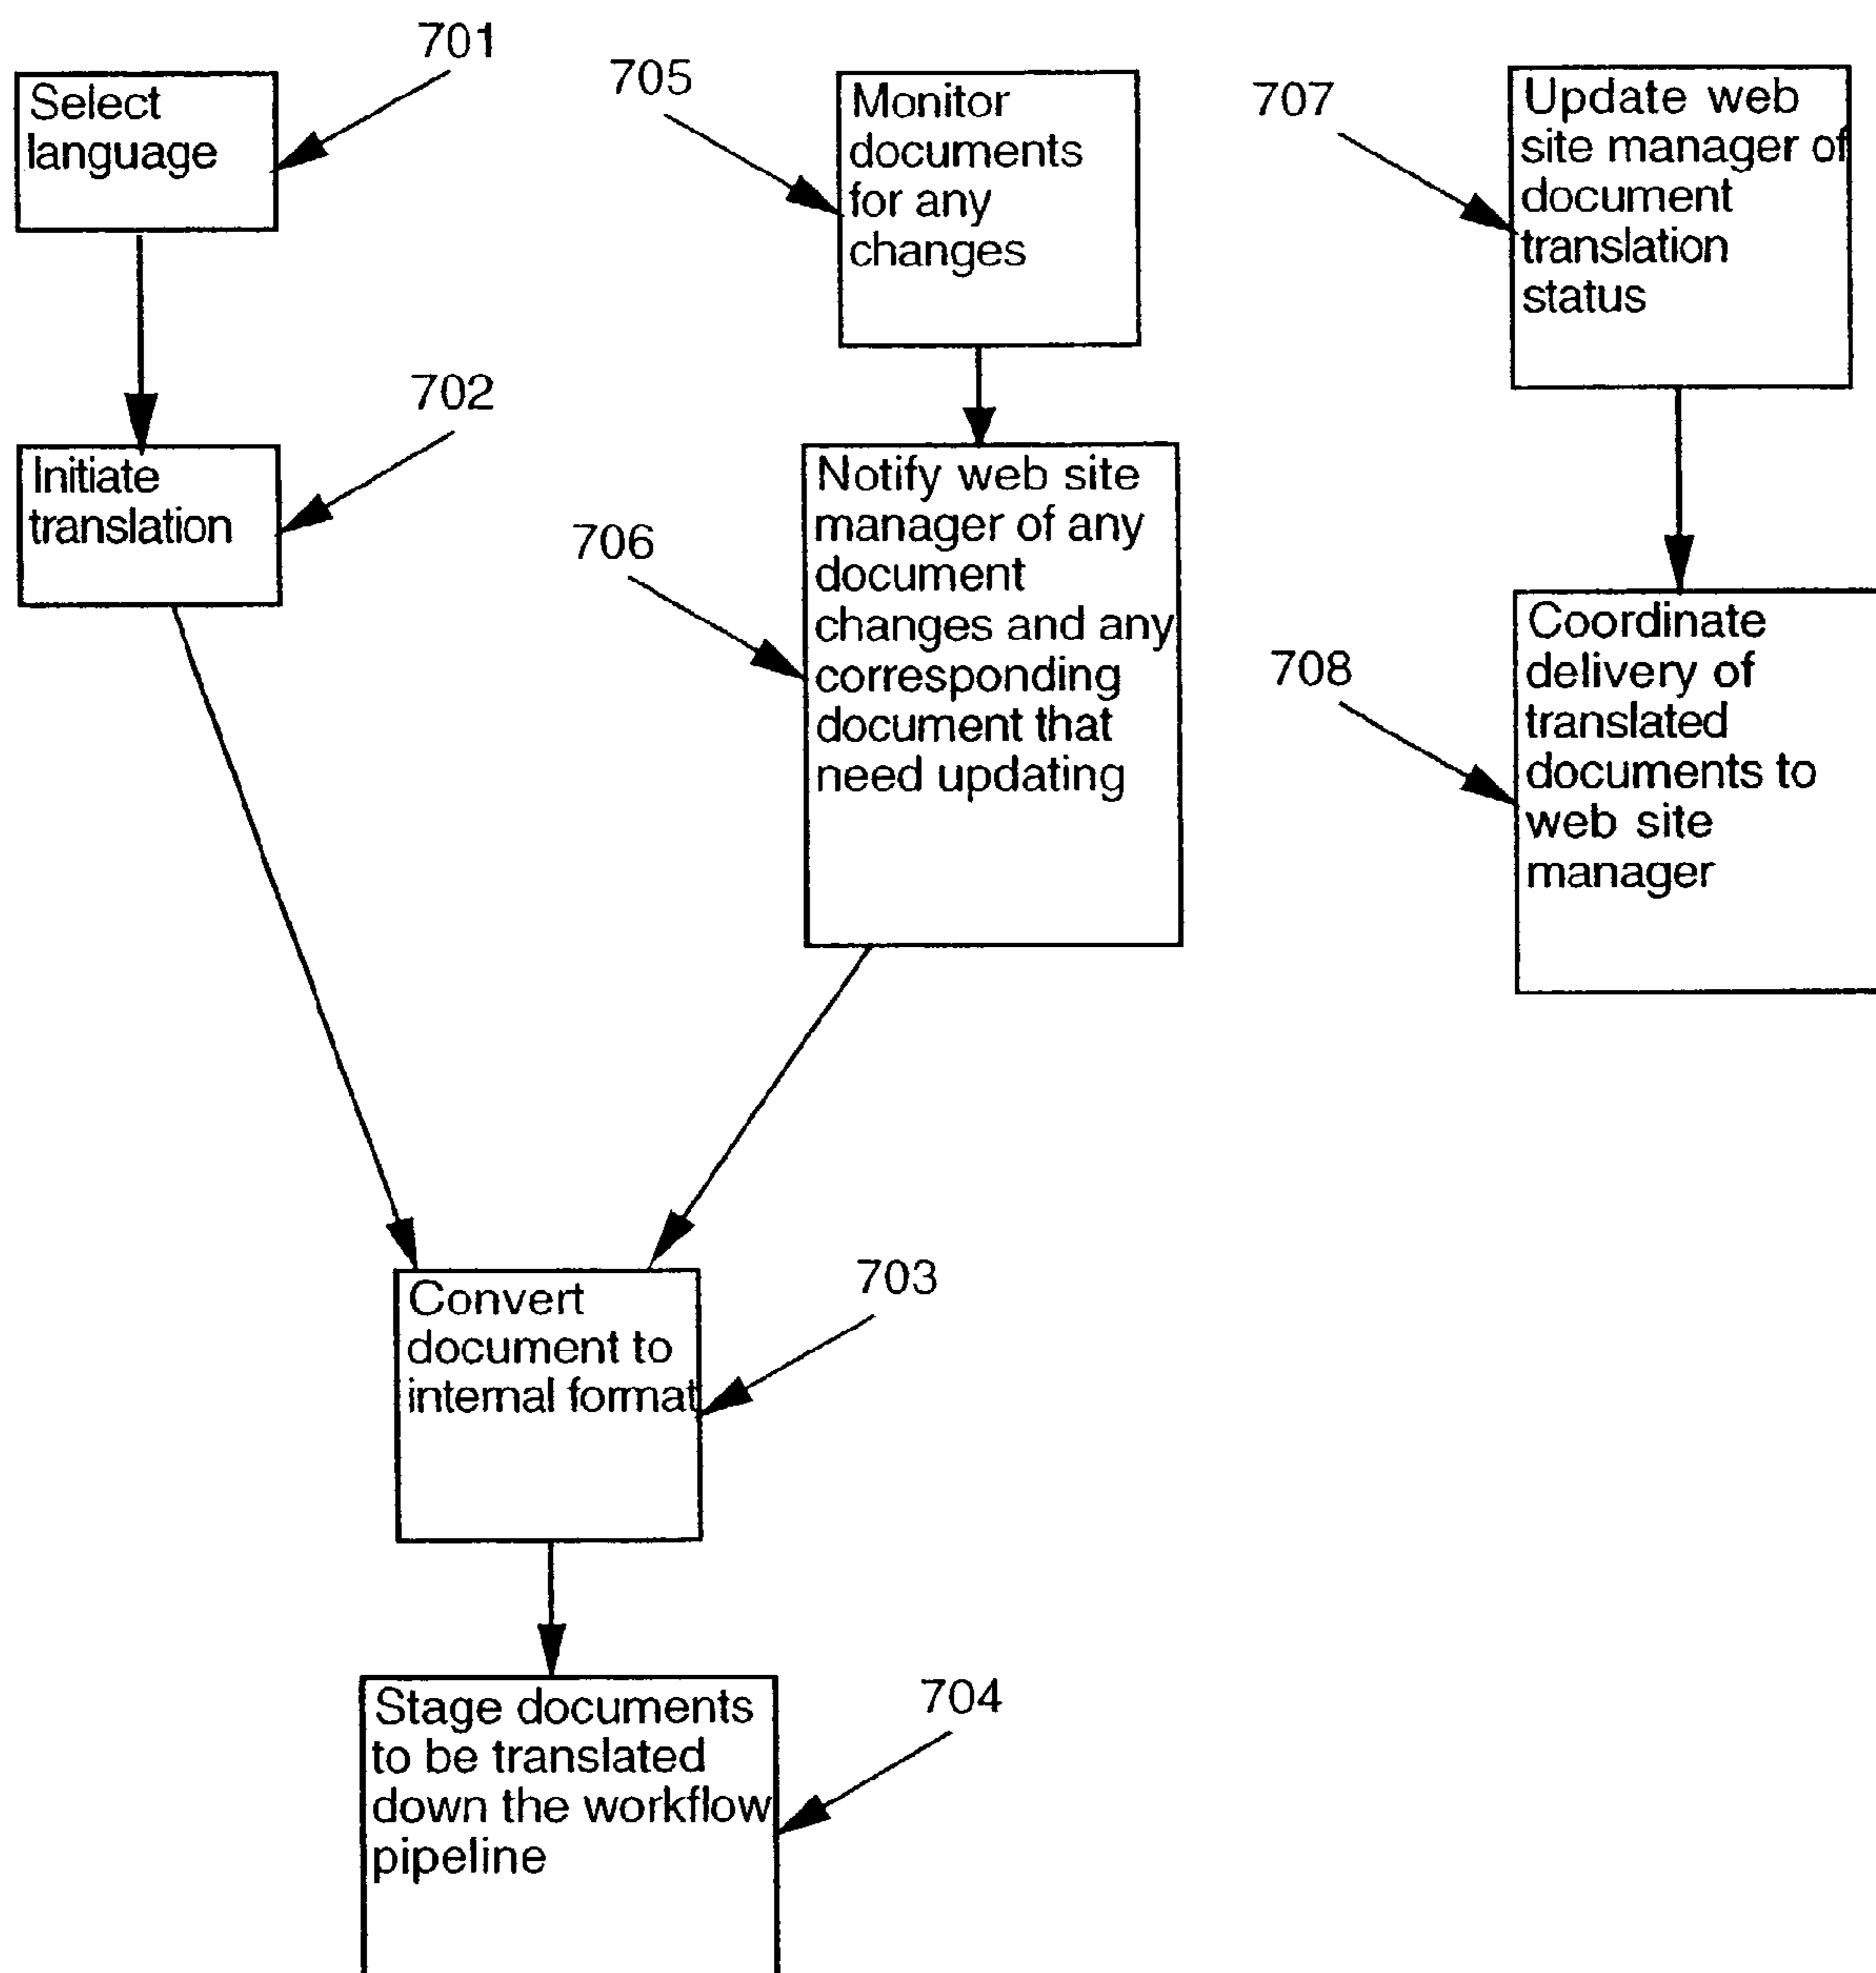 701
Select
language
702
Initiate
translation
705
Monitor
documents
for any
changes
706
Notify web site
manager of any
document
changes and any
corresponding
document that
need updating
707
Update web
site manager of
document
translation
status
708
Coordinate
delivery of
translated
documents to
web site
manager
703
Convert
document to
internal format
704
Stage documents
to be translated
down the workflow
pipeline